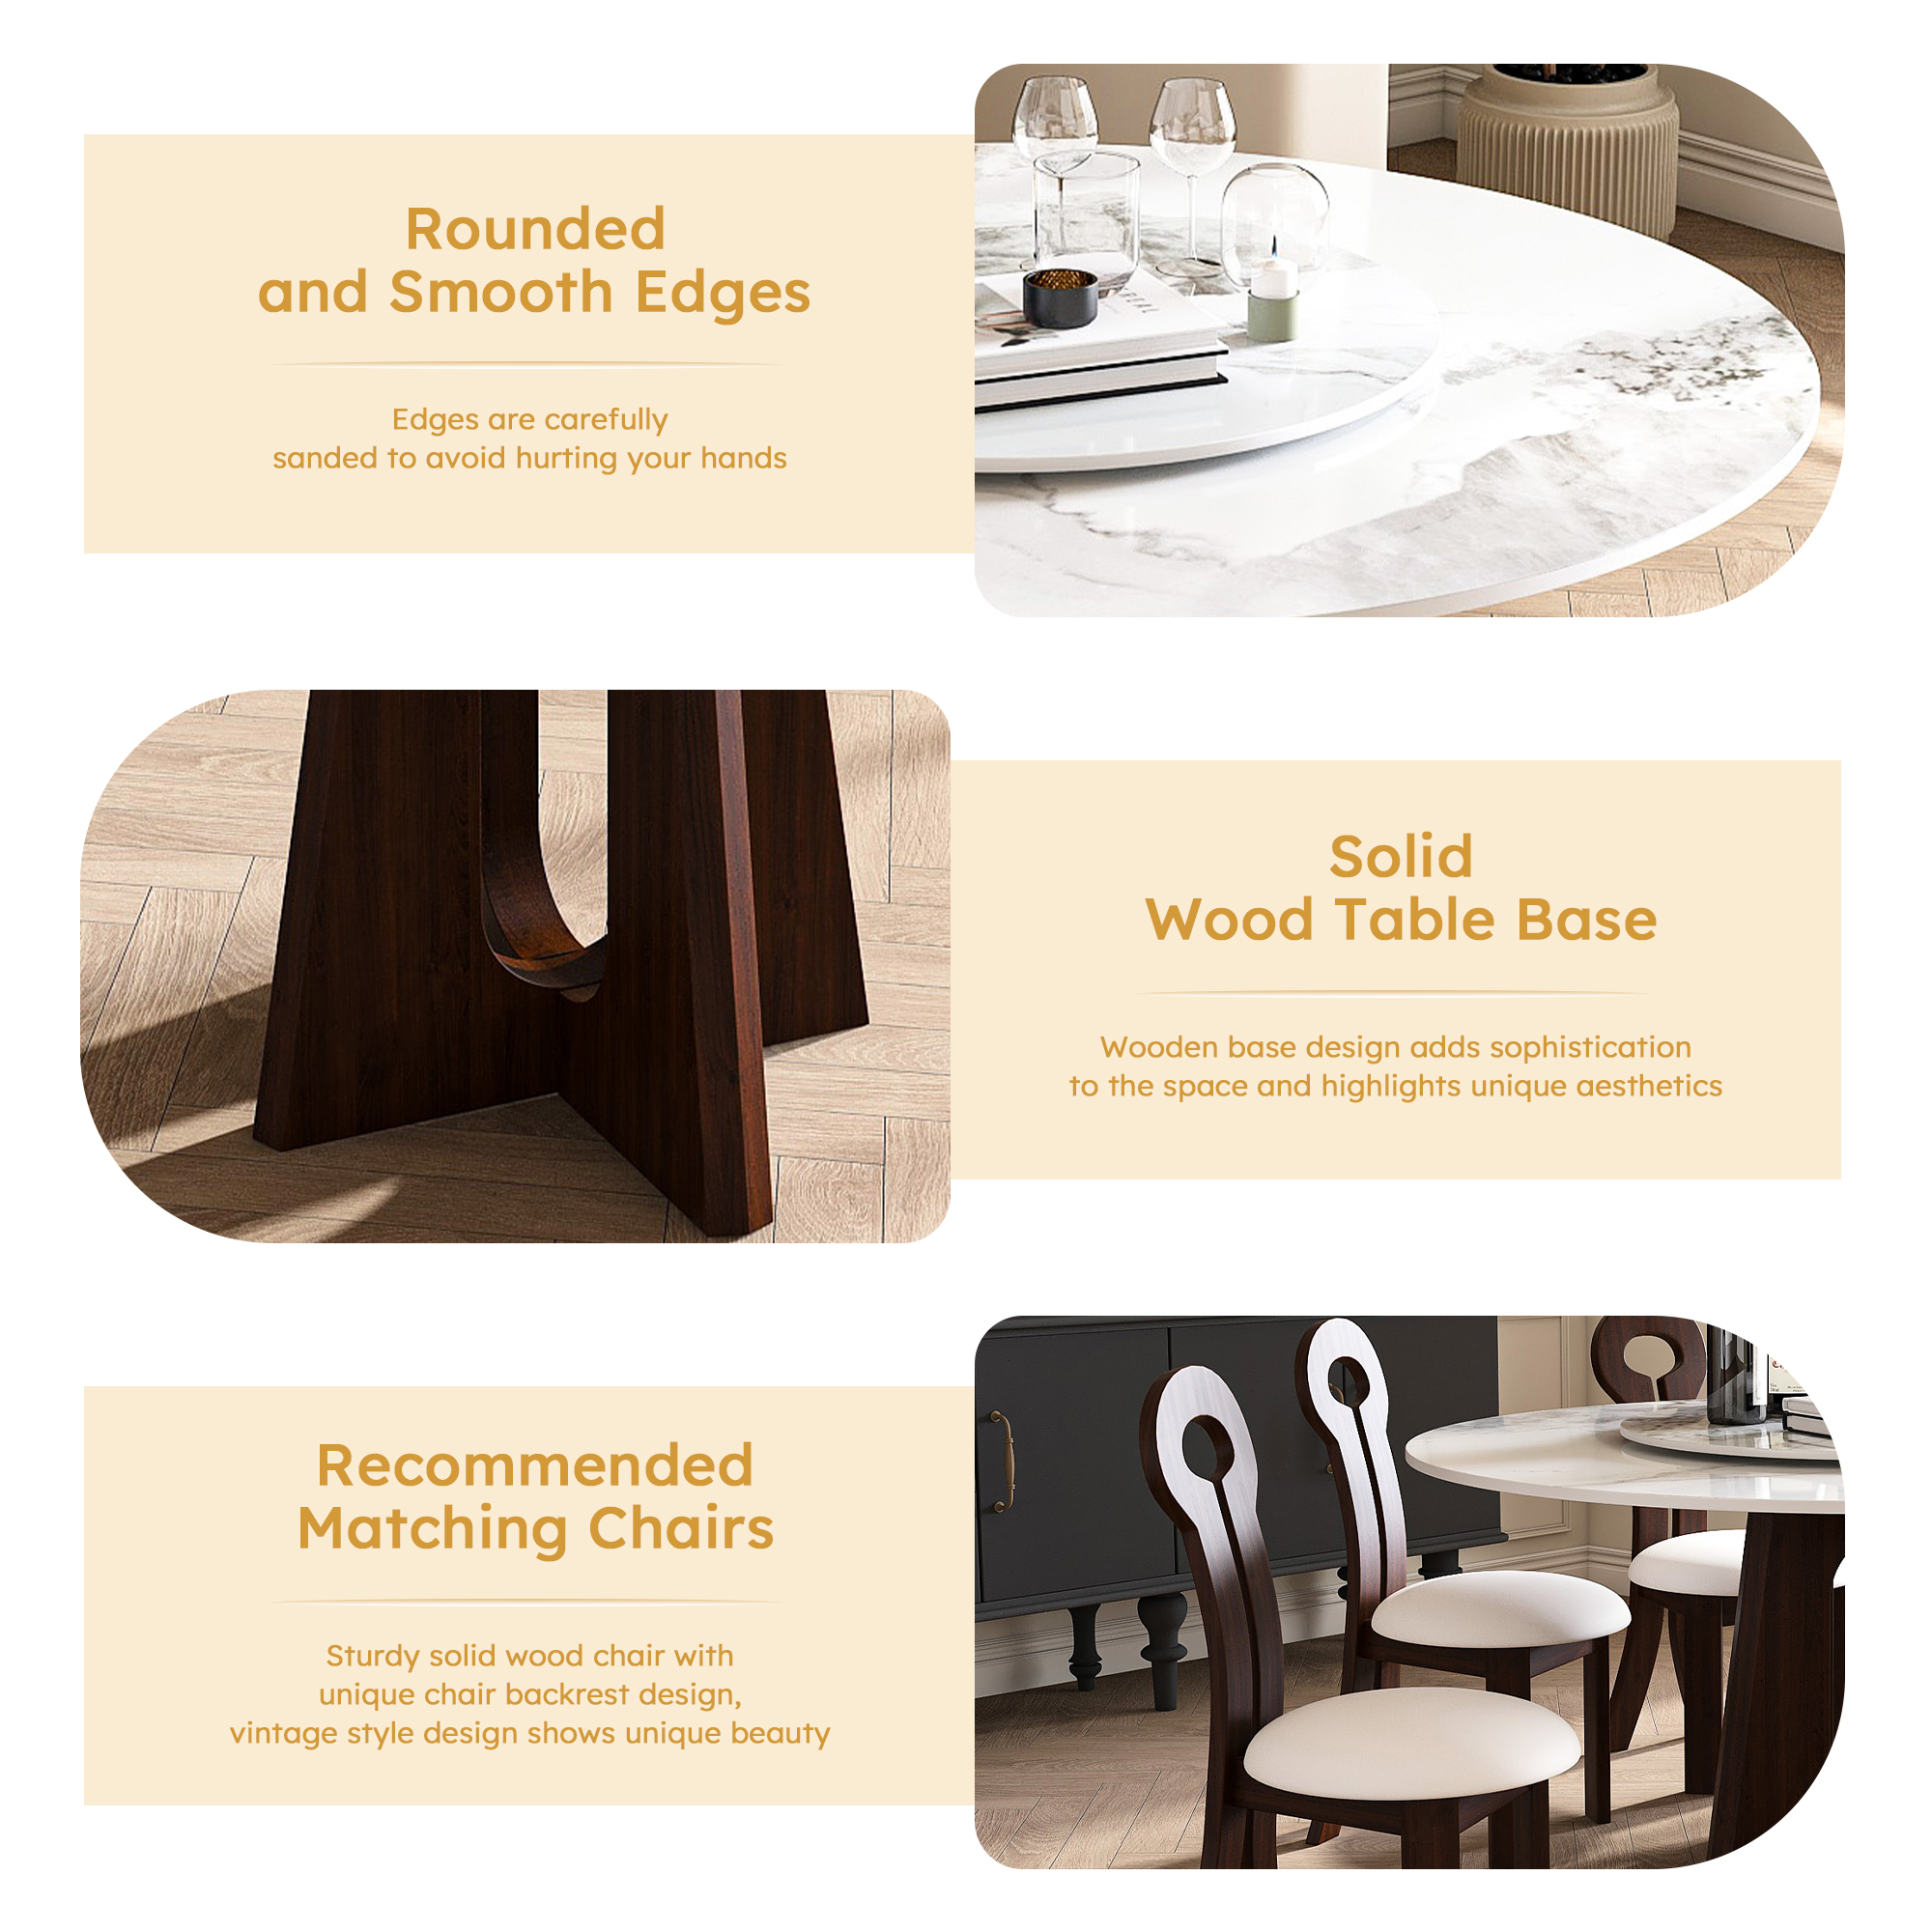 Rounded
and Smooth Edges
Edges are carefully
sanded to avoid hurting your hands
Solid
Wood Table Base
Wooden base design adds sophistication
to the space and highlights unique aesthetics
Recommended
Matching Chairs
Sturdy solid wood chair with
unique chair backrest design,
vintage style design shows unique beauty